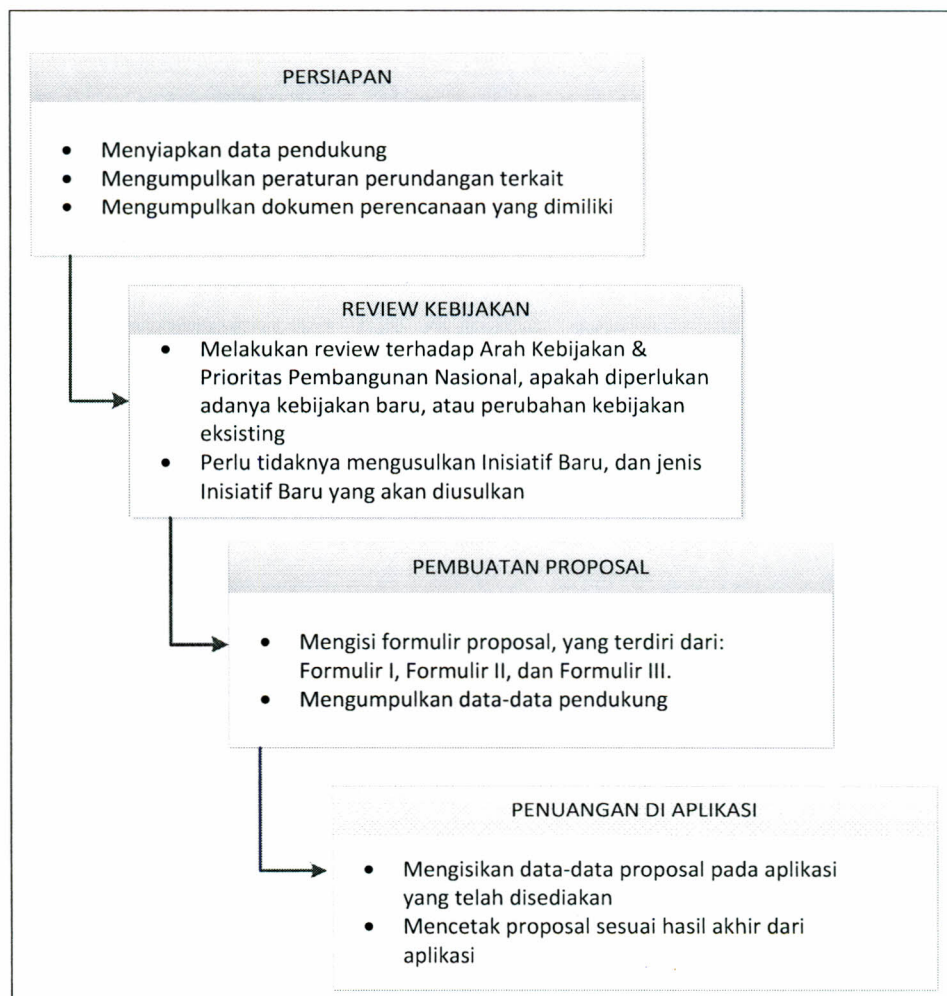 PERSIAPAN
• Menyiapkan data pendukung
• Mengumpulkan peraturan perundangan terkait
• Mengumpulkan dokumen perencanaan yang dimiliki
REVIEW KEBIJAKAN
• Melakukan review terhadap Arah Kebijakan &
Prioritas Pembangunan Nasional, apakah diperlukan
adanya kebijakan baru, atau perubahan kebijakan
eksisting
• Perlu tidaknya mengusulkan Inisiatif Baru, dan jenis
Inisiatif Baru yang akan diusulkan
PEMBUATAN PROPOSAL
• Mengisi formulir proposal, yang terdiri dari:
Formulir I, Formulir II, dan Formulir III.
• Mengumpulkan data-data pendukung
PENUANGAN DI APLIKASI
• Mengisikan data-data proposal pada aplikasi
yang telah disediakan
• Mencetak proposal sesuai hasil akhir dari
aplikasi